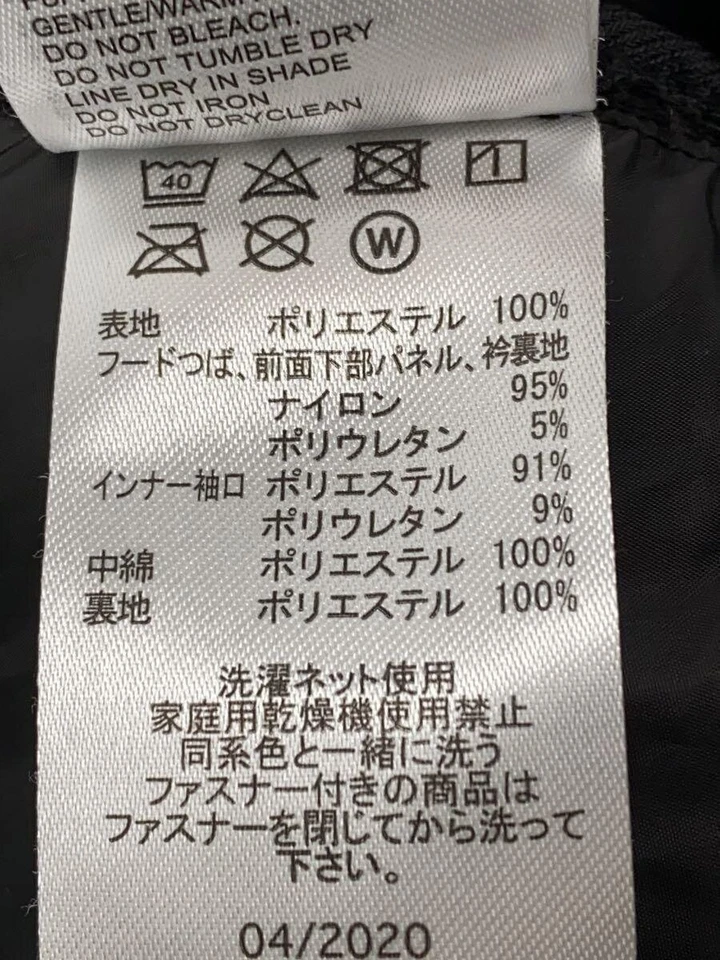 GENTLE/WARM
DO NOT BLEACH.
DO NOT TUMBLE DRY
LINE DRY IN SHADE
DO NOT IRON
DO NOT DRYCLEAN
40
W
表地 ポリエステル 100%
フードつば、前面下部パネル、衿裏地
ナイロン 95%
ポリウレタン 5%
インナー袖口 ポリエステル 91%
ポリウレタン 9%
中綿 ポリエステル 100%
裏地 ポリエステル 100%
洗濯ネット使用
家庭用乾燥機使用禁止
同系色と一緒に洗う
ファスナー付きの商品は
ファスナーを閉じてから洗って
下さい。
04/2020